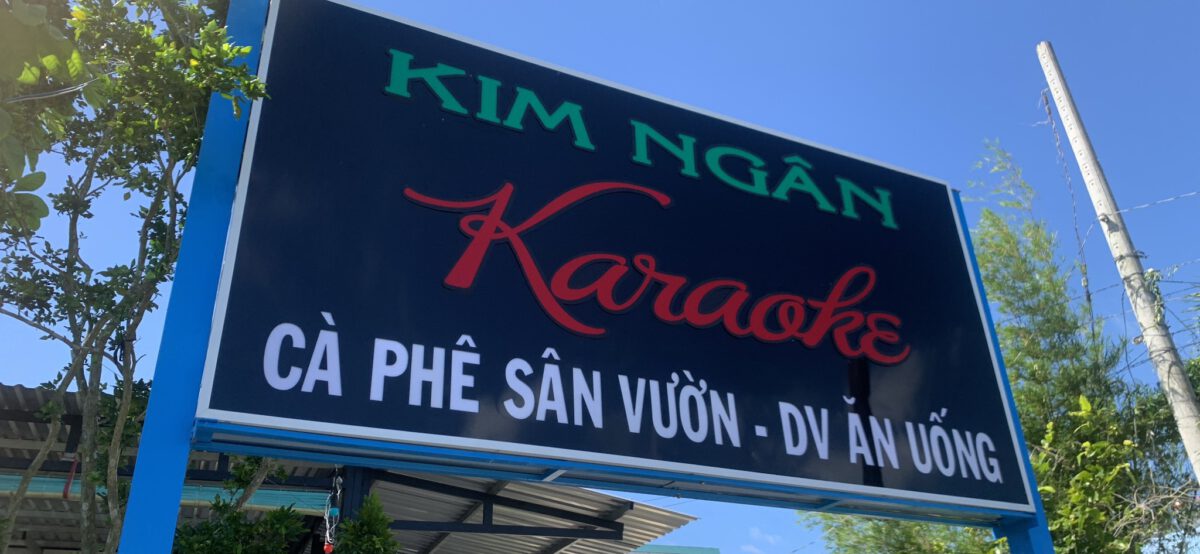 KIM NGÂN
Karaoke
CÀ PHÊ SÂN VƯỜN - DV ĂN UỐNG